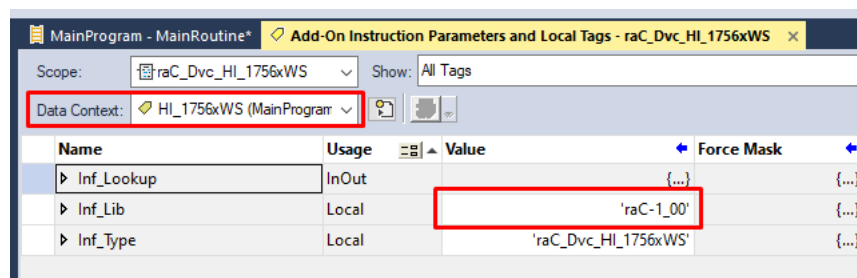 MainProgram - MainRoutine* Add-On Instruction Parameters and Local Tags - raC_Dvc_HI_1756xWS ×
Scope: raC_Dvc_HI_1756xWS Show: All Tags
Data Context: HI_1756xWS (MainProgram
Name Usage Value Force Mask
Inf_Lookup InOut {...} {...}
Inf_Lib Local 'raC-1_00' {...}
Inf_Type Local 'raC_Dvc_HI_1756xWS' {...}